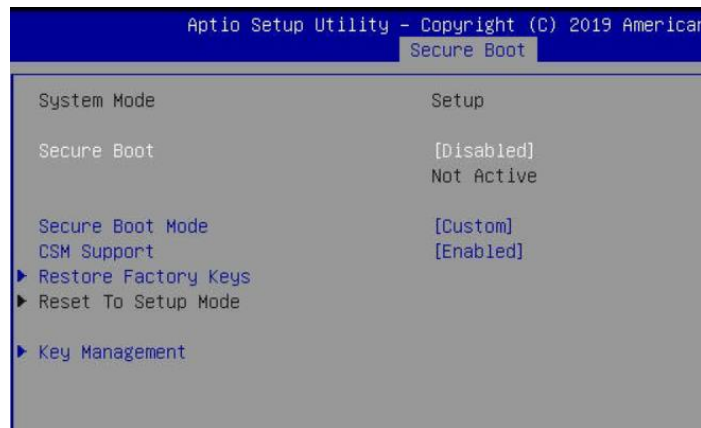 Aptio Setup Utility – Copyright (C) 2019 American
Secure Boot
System Mode Setup
Secure Boot [Disabled]
Not Active
Secure Boot Mode [Custom]
CSM Support [Enabled]
Restore Factory Keys
Reset To Setup Mode
Key Management